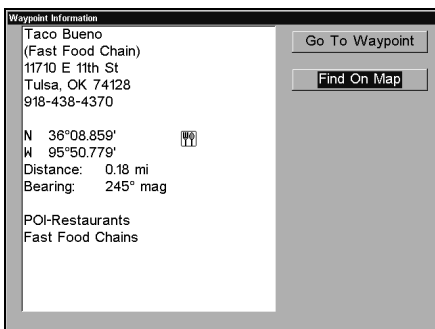 Waypoint Information
Taco Bueno
(Fast Food Chain)
11710 E 11th St
Tulsa, OK 74128
918-438-4370
N 36°08.859'
W 95°50.779'
Distance: 0.18 mi
Bearing: 245° mag
POI-Restaurants
Fast Food Chains
Go To Waypoint
Find On Map